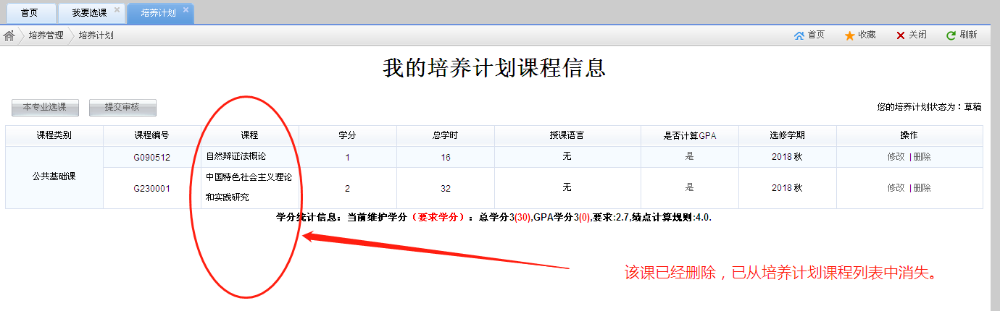 首页 我要选课 培养计划
培养管理 培养计划 首页 收藏 关闭 刷新
我的培养计划课程信息
本专业选课 提交审核 您的培养计划状态为：草稿
课程类别 课程编号 课程 学分 总学时 授课语言 是否计算GPA 选修学期 操作
公共基础课
G090512 自然辩证法概论 1 16 无 是 2018 秋 修改 | 删除
G230001 中国特色社会主义理论
和实践研究 2 32 无 是 2018 秋 修改 | 删除
学分统计信息：当前维护学分（要求学分）：总学分3(30),GPA学分3(0),要求:2.7,绩点计算规则:4.0.
该课已经删除，已从培养计划课程列表中消失。